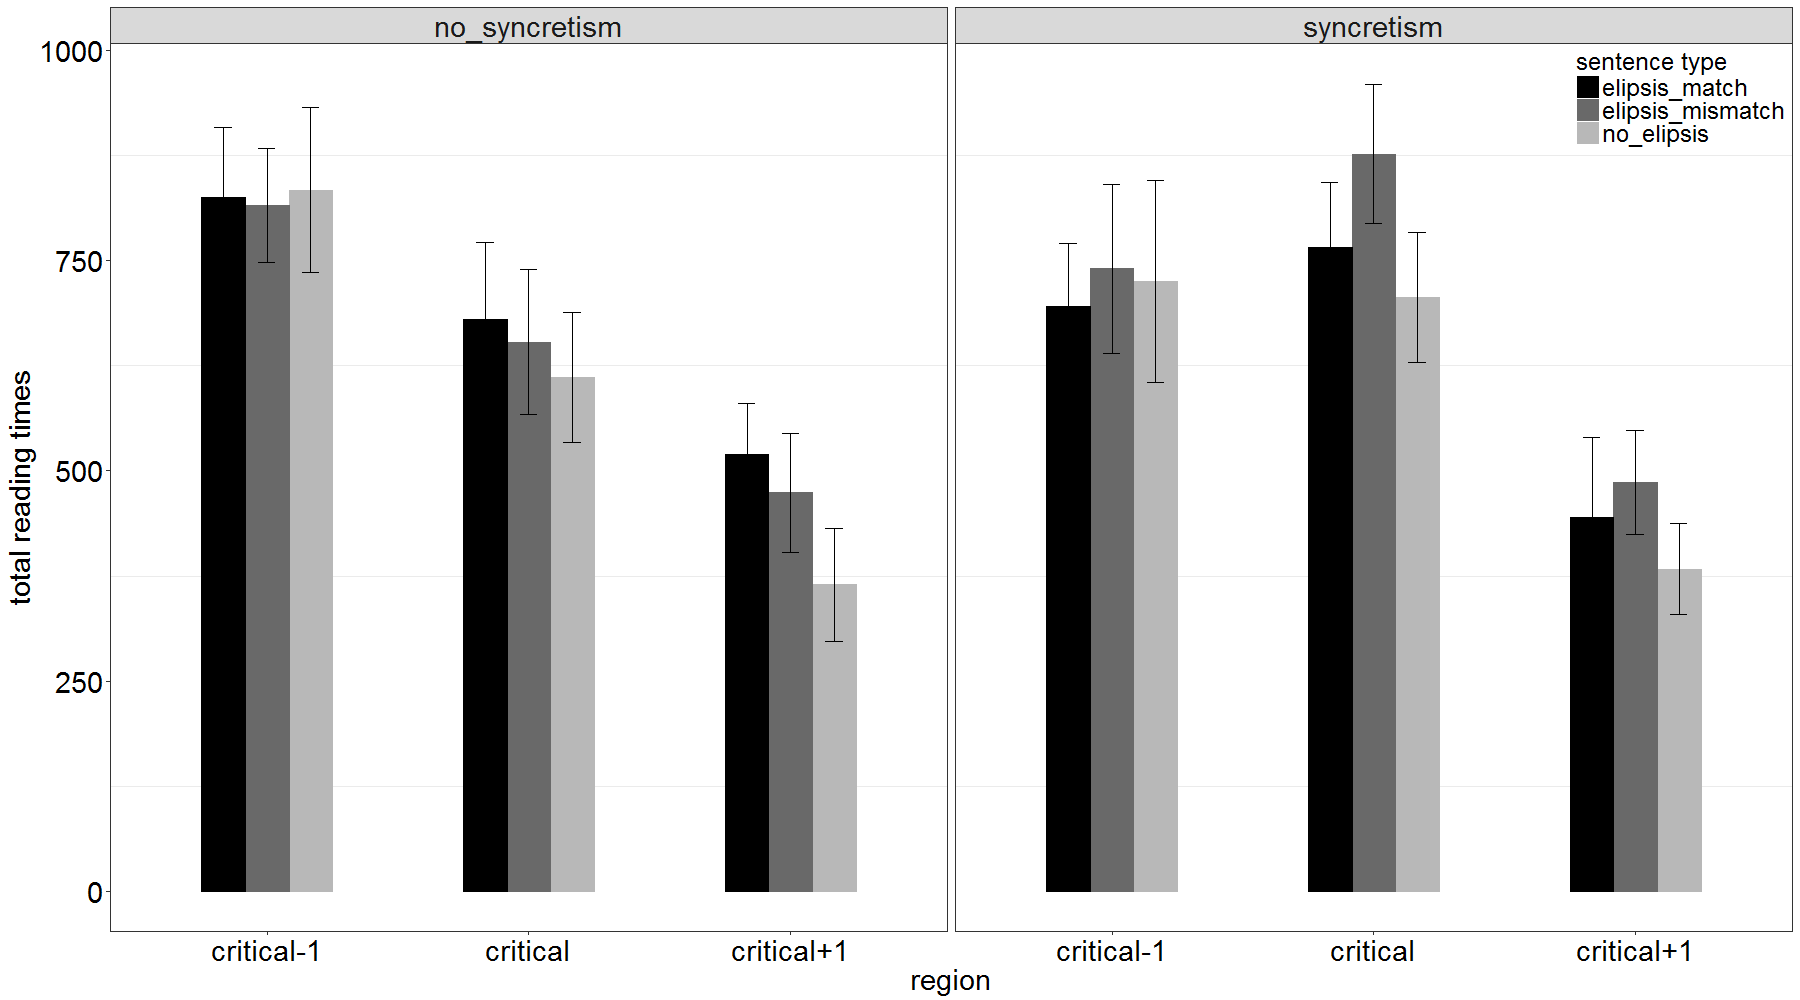 no_syncretism
syncretism
sentence type
elipsis_match
elipsis_mismatch
no_elipsis
1000
750
500
250
0
total reading times
critical-1
critical
critical+1
critical-1
critical
critical+1
region